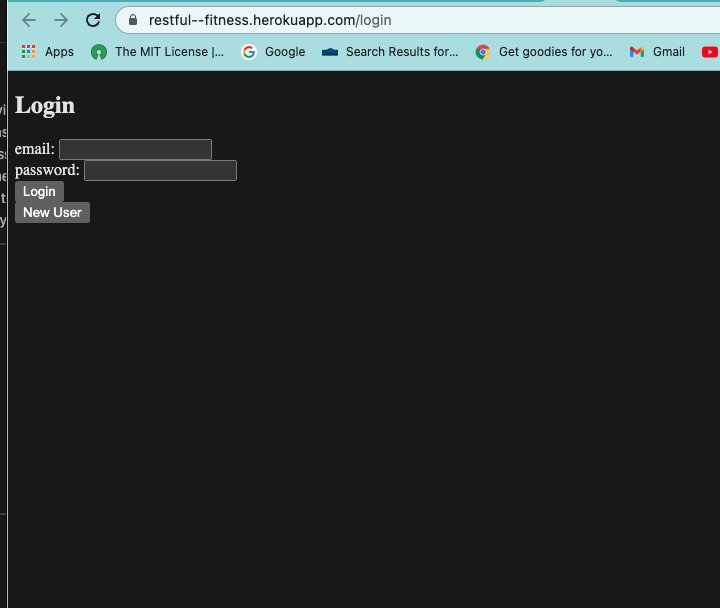 restful--fitness.herokuapp.com/login
Apps The MIT License |... Google Search Results for... Get goodies for yo... Gmail
Login
email:
password:
Login
New User